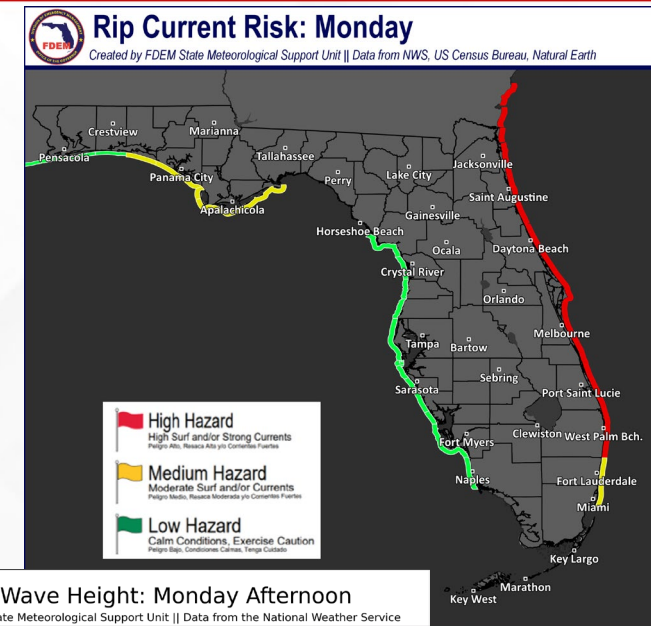 FDEM
Rip Current Risk: Monday
Created by FDEM State Meteorological Support Unit || Data from NWS, US Census Bureau, Natural Earth
Crestview
Marianna
Pensacola
Tallahassee
Jacksonville
Panama City
Perry
Lake City
Saint Augustine
Apalachicola
Gainesville
Horseshoe Beach
Ocala
Daytona Beach
Crystal River
Orlando
Melbourne
Tampa
Bartow
Sebring
Sarasota
Port Saint Lucie
Clewiston
West Palm Bch.
Fort Myers
Naples
Fort Lauderdale
Miami
Key Largo
Marathon
Key West
High Hazard
High Surf and/or Strong Currents
Peligro Alto, Resaca Alta y/o Corrientes Fuertes
Medium Hazard
Moderate Surf and/or Currents
Peligro Medio, Resaca Moderada y/o Corrientes Fuertes
Low Hazard
Calm Conditions, Exercise Caution
Peligro Bajo, Condiciones Calmas, Tenga Cuidado
Wave Height: Monday Afternoon
ate Meteorological Support Unit || Data from the National Weather Service